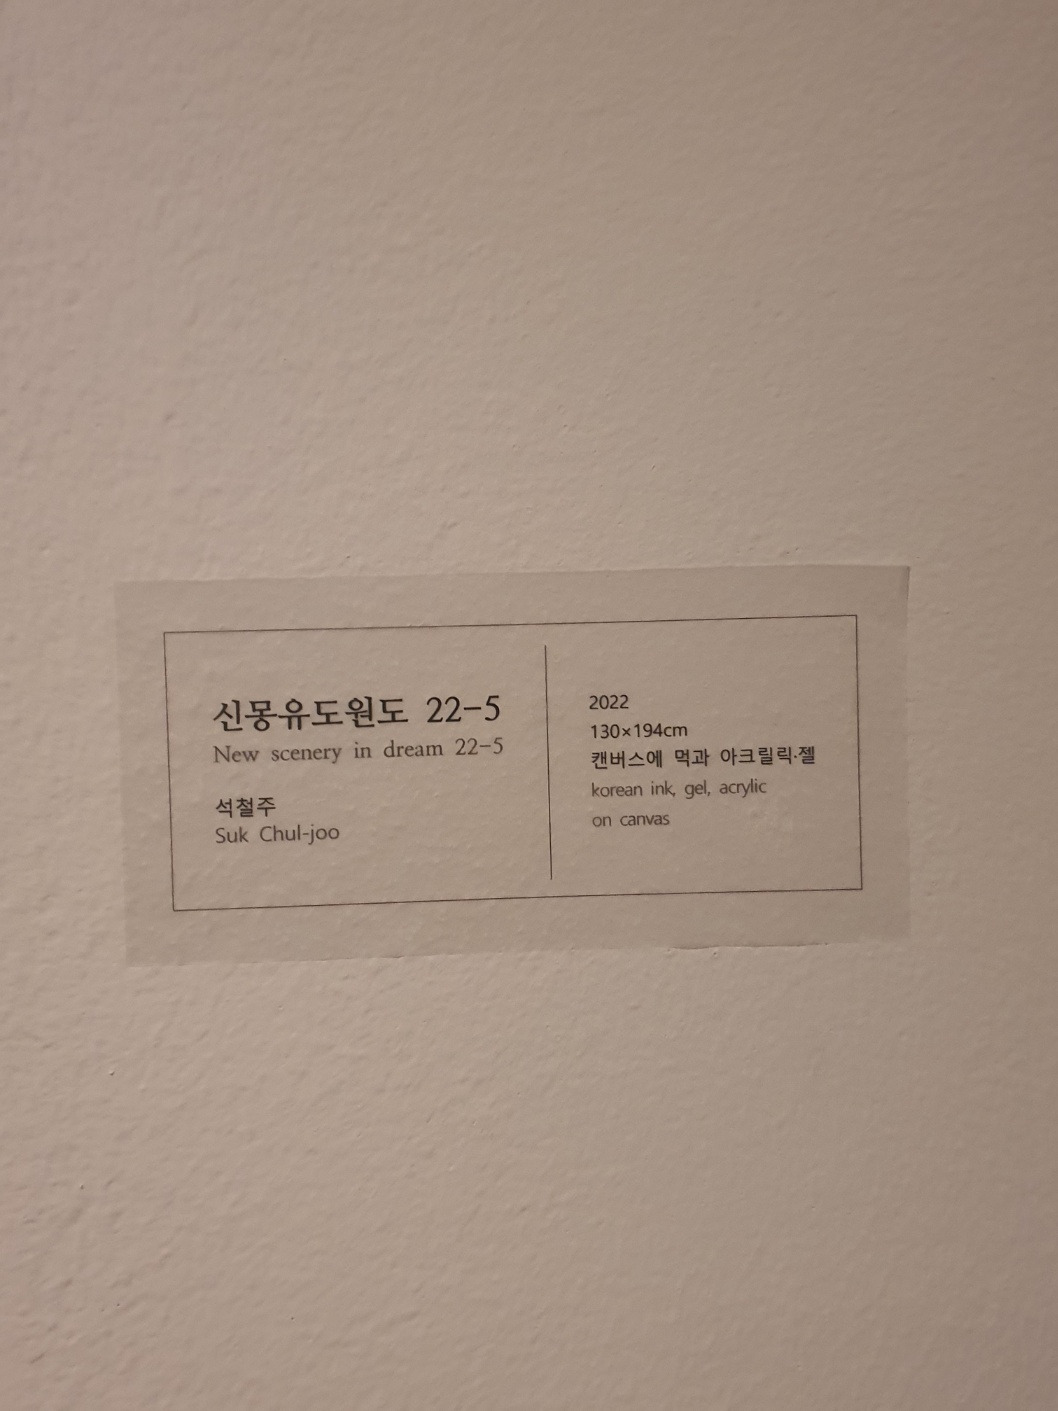 신몽유도원도 22-5
New scenery in dream 22-5
석철주
Suk Chul-joo
2022
130×194cm
캔버스에 먹과 아크릴릭·젤
korean ink, gel, acrylic
on canvas